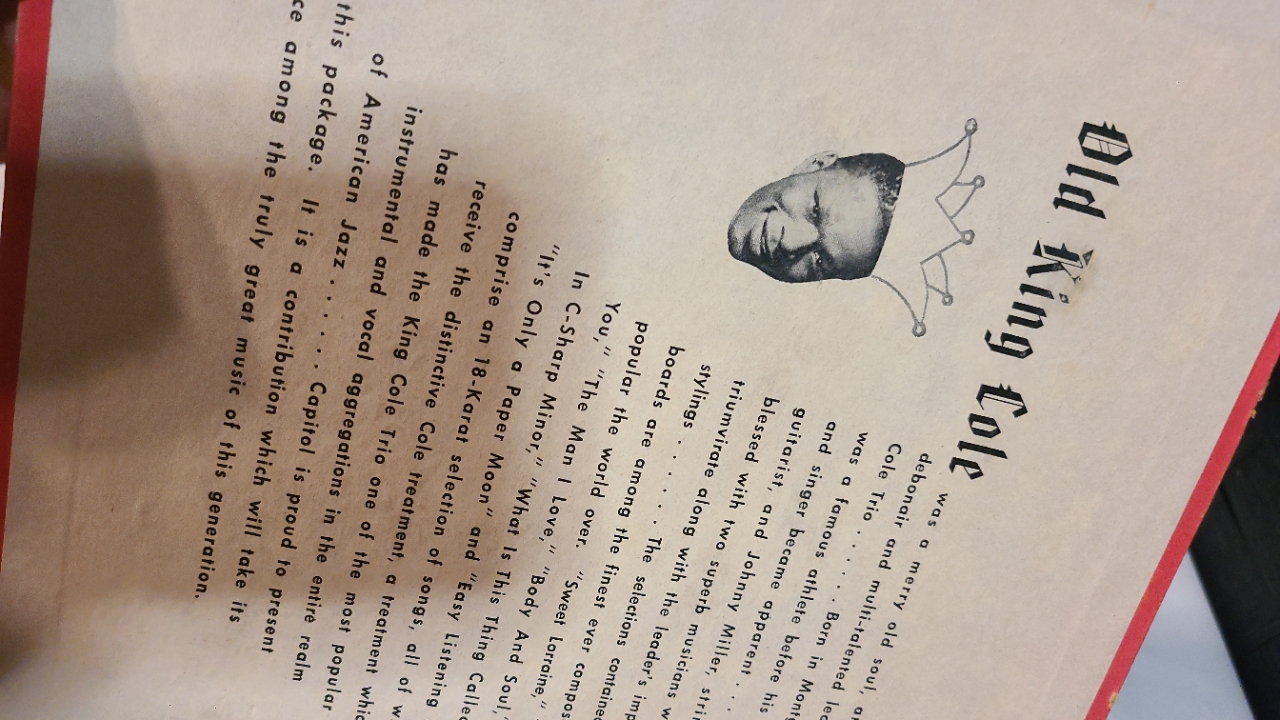 Old King Cole
was a merry old soul,
debonair and multi-talented
Cole Trio . . . . . . Born in
was a famous athlete before his
and singer became apparent . .
guitarist, and Johnny Miller,
blessed with two superb musicians
triumvirate along with the leader's
stylings . . . . . . The selections contained
boards are among the finest ever
popular the world over. "Sweet Lorraine,"
You," "The Man I Love," "Body And Soul,"
In C-Sharp Minor," "What Is This Thing Called
"It's Only a Paper Moon" and "Easy Listening
comprise an 18-Karat selection of songs, all of
receive the distinctive Cole treatment, a treatment
has made the King Cole Trio one of the most popular
instrumental and vocal aggregations in the entire realm
of American Jazz . . . . . . Capitol is proud to present
this package. It is a contribution which will take its
among the truly great music of this generation.